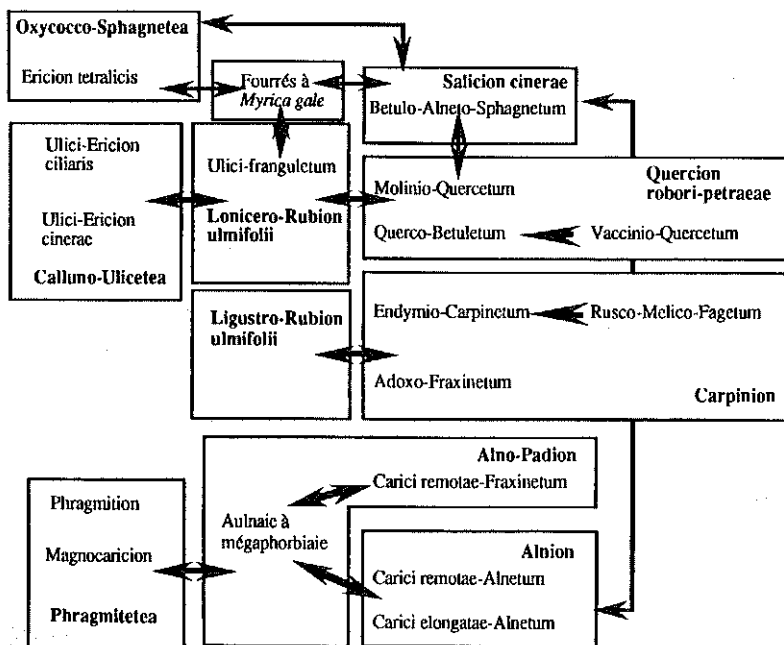 Oxycocco-Sphagnetea
Ericion tetralicis
Fourrés à
Myrica gale
Salicion cinerae
Betulo-Alneto-Sphagnetum
Ulici-Ericion
ciliaris
Ulici-Ericion
cinerae
Calluno-Ulicetea
Ulici-franguletum
Lonicero-Rubion
ulmifolii
Quercion
robori-petraeae
Molinio-Quercetum
Querco-Betuletum
Vaccinio-Quercetum
Ligustro-Rubion
ulmifolii
Endymio-Carpinetum
Rusco-Melico-Fagetum
Adoxo-Fraxinetum
Carpinion
Alno-Padion
Carici remotae-Fraxinetum
Phragmition
Magnocaricion
Phragmitetea
Aulnaie à
mégaphorbiaie
Alnion
Carici remotae-Alnetum
Carici elongatae-Alnetum